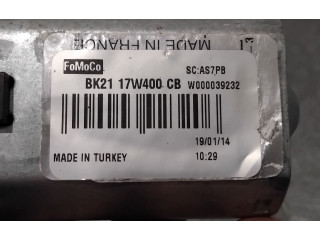 MADE IN FRANCE
FoMoCo
SC:AS7PB
BK21 17W400 CB W000039232
19/01/14
MADE IN TURKEY
10:29